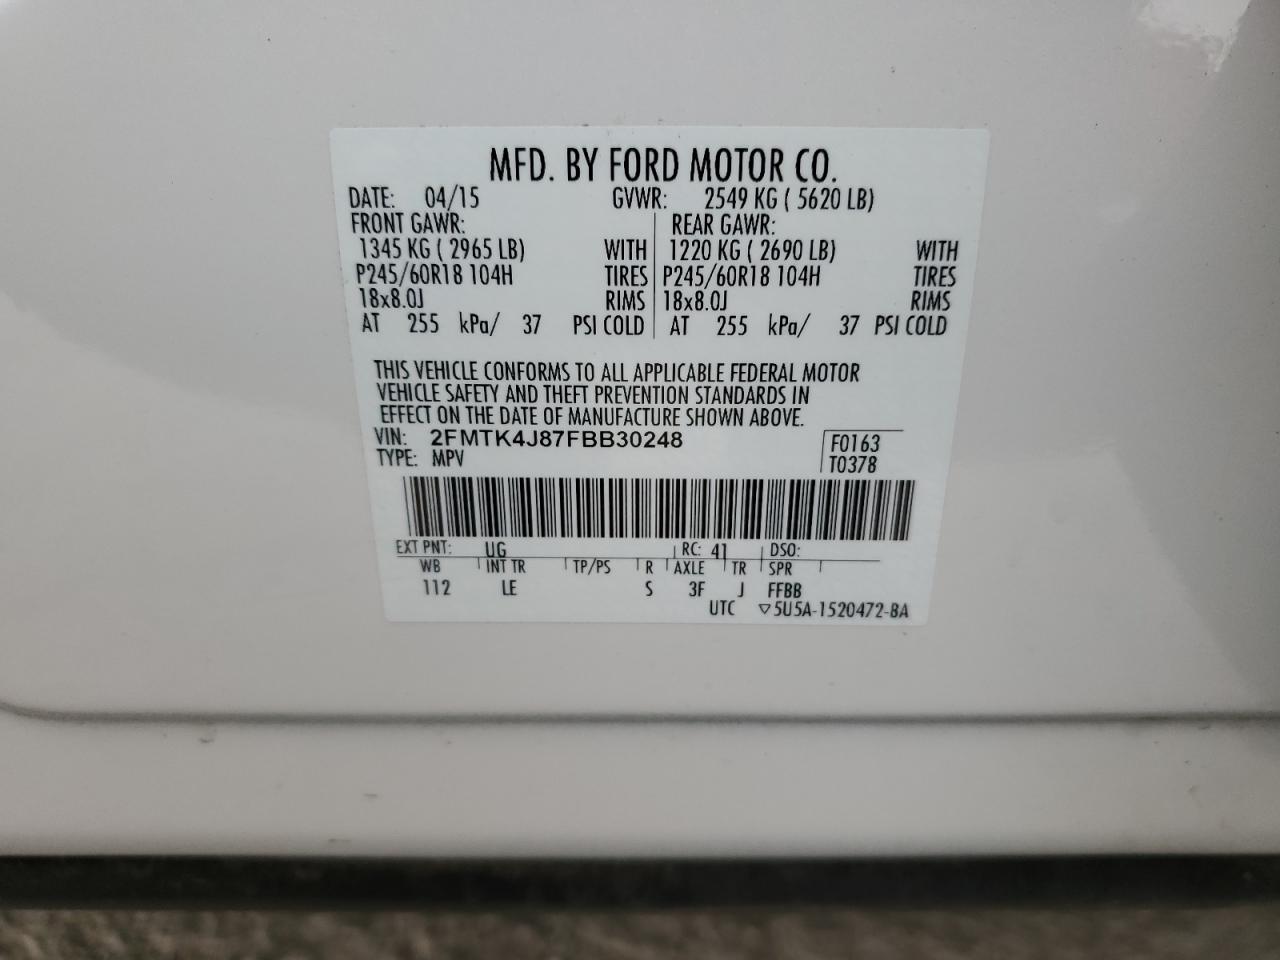 MFD. BY FORD MOTOR CO.
DATE: 04/15 GVWR: 2549 KG ( 5620 LB)
FRONT GAWR: REAR GAWR:
1345 KG ( 2965 LB) WITH 1220 KG ( 2690 LB) WITH
P245/60R18 104H TIRES P245/60R18 104H TIRES
18x8.0J RIMS 18x8.0J RIMS
AT 255 kPa/ 37 PSI COLD AT 255 kPa/ 37 PSI COLD
THIS VEHICLE CONFORMS TO ALL APPLICABLE FEDERAL MOTOR
VEHICLE SAFETY AND THEFT PREVENTION STANDARDS IN
EFFECT ON THE DATE OF MANUFACTURE SHOWN ABOVE.
VIN: 2FMTK4J87FBB30248 F0163
TYPE: MPV T0378
EXT PNT: UG RC: 41 DSO:
WB INT TR TP/PS R AXLE TR SPR
112 LE S 3F J FFBB
UTC ▽5U5A-1520472-BA